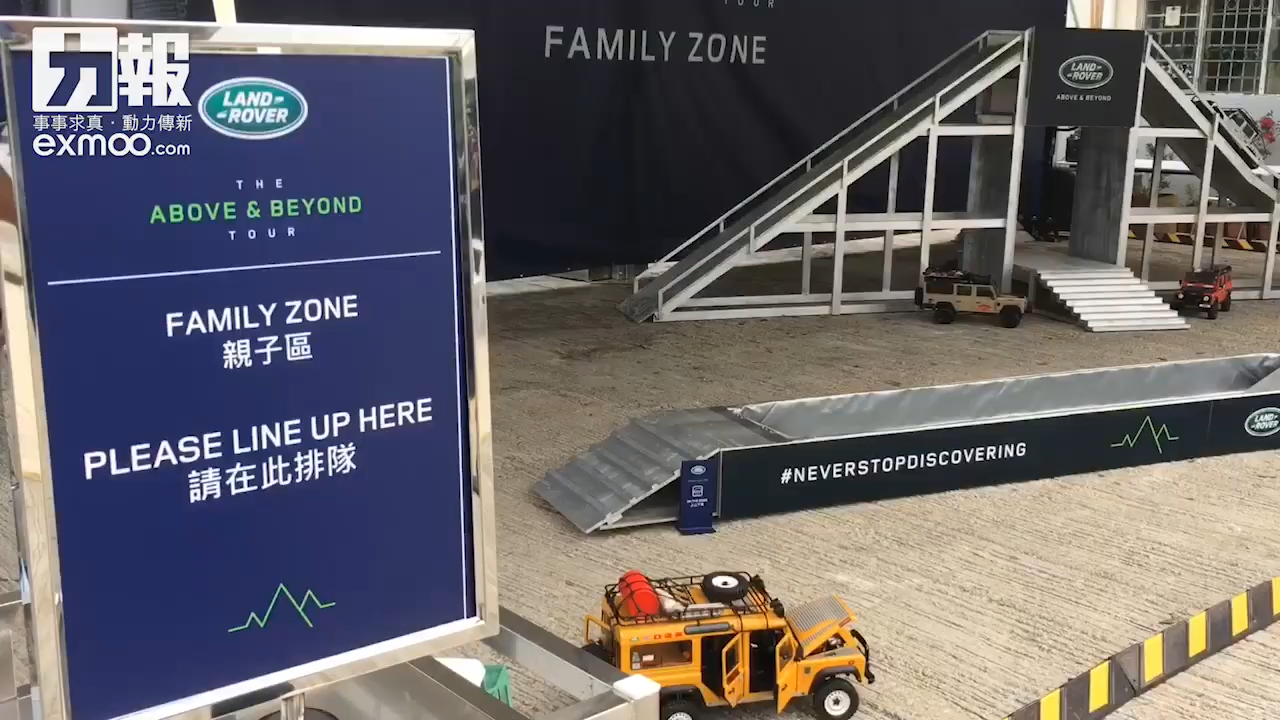 力報
事事求真·動力傳新
exmoo.com
LAND ROVER
THE
ABOVE & BEYOND
TOUR
FAMILY ZONE
親子區
PLEASE LINE UP HERE
請在此排隊
TOUR
FAMILY ZONE
LAND ROVER
ABOVE & BEYOND
#NEVERSTOPDISCOVERING
LAND ROVER